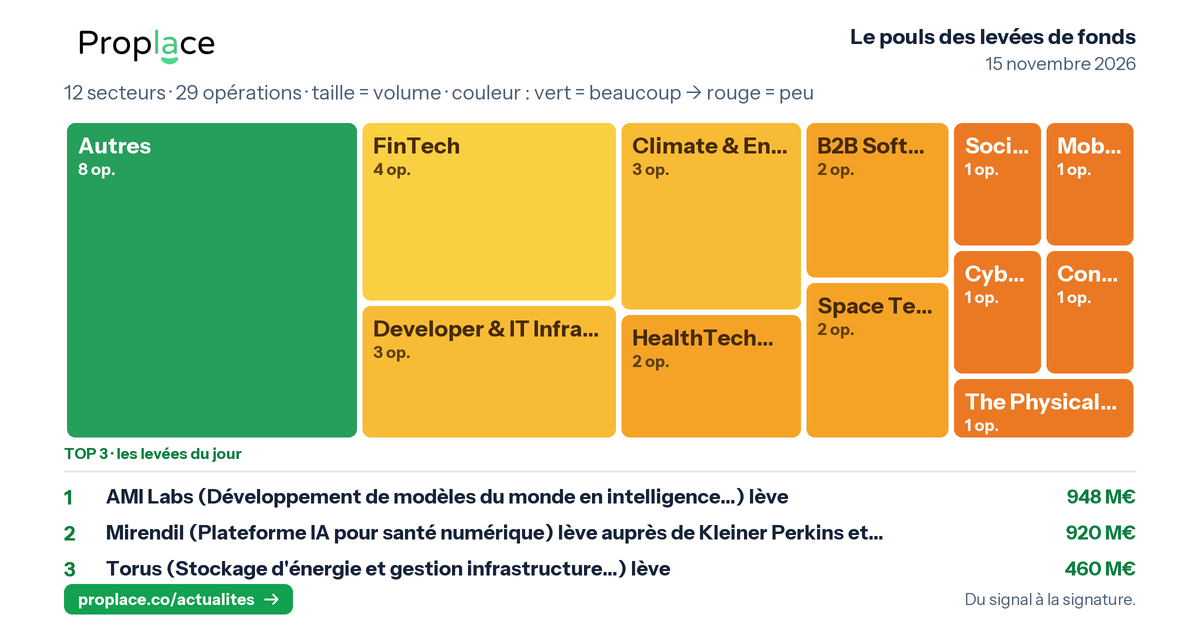 Proplace
Le pouls des levées de fonds
15 novembre 2026
12 secteurs · 29 opérations · taille = volume · couleur : vert = beaucoup → rouge = peu
Autres
8 op.
FinTech
4 op.
Developer & IT Infra...
3 op.
Climate & En...
3 op.
HealthTech...
2 op.
B2B Soft...
2 op.
Space Te...
2 op.
Soci...
1 op.
Mob...
1 op.
Cyb...
1 op.
Con...
1 op.
The Physical...
1 op.
TOP 3 · les levées du jour
1 AMI Labs (Développement de modèles du monde en intelligence...) lève 948 M€
2 Mirendil (Plateforme IA pour santé numérique) lève auprès de Kleiner Perkins et... 920 M€
3 Torus (Stockage d'énergie et gestion infrastructure...) lève 460 M€
proplace.co/actualites →
Du signal à la signature.